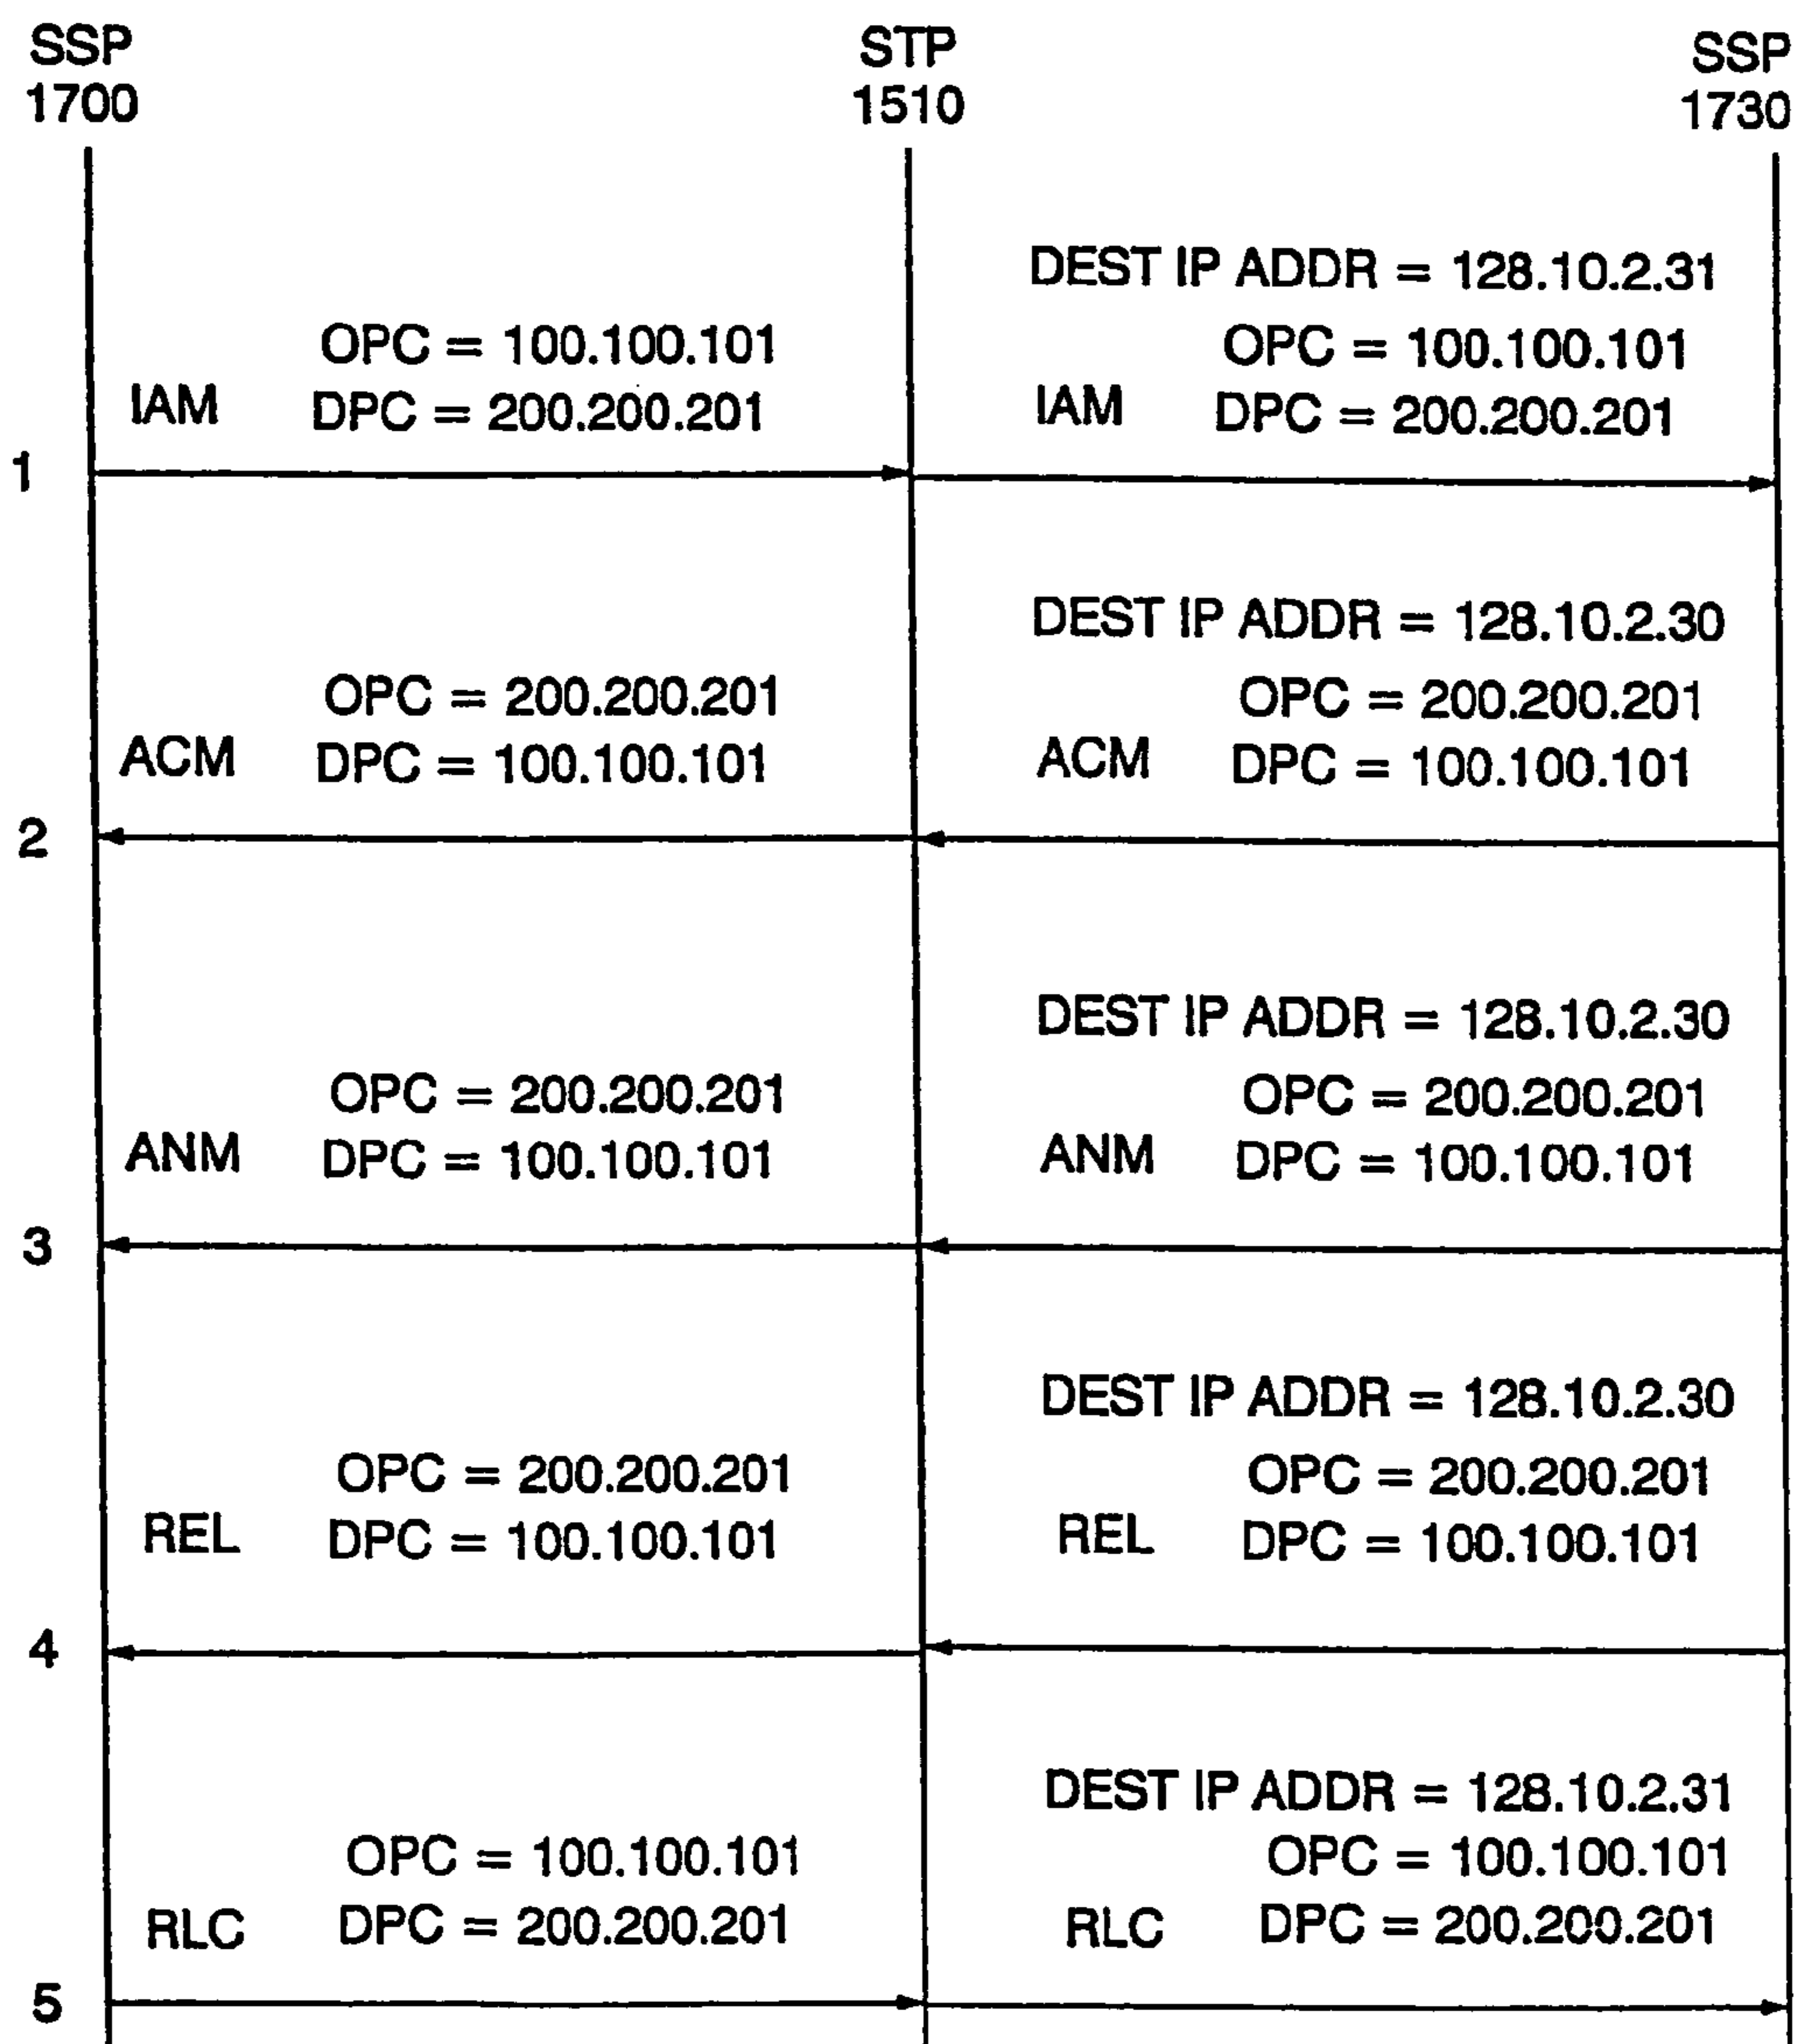 SSP
1700
STP
1510
SSP
1730
DEST IP ADDR = 128.10.2.31
OPC = 100.100.101
OPC = 100.100.101
IAM DPC = 200.200.201
IAM DPC = 200.200.201
1
DEST IP ADDR = 128.10.2.30
OPC = 200.200.201
OPC = 200.200.201
ACM DPC = 100.100.101
ACM DPC = 100.100.101
2
DEST IP ADDR = 128.10.2.30
OPC = 200.200.201
OPC = 200.200.201
ANM DPC = 100.100.101
ANM DPC = 100.100.101
3
DEST IP ADDR = 128.10.2.30
OPC = 200.200.201
OPC = 200.200.201
REL DPC = 100.100.101
REL DPC = 100.100.101
4
DEST IP ADDR = 128.10.2.31
OPC = 100.100.101
OPC = 100.100.101
RLC DPC = 200.200.201
RLC DPC = 200.200.201
5